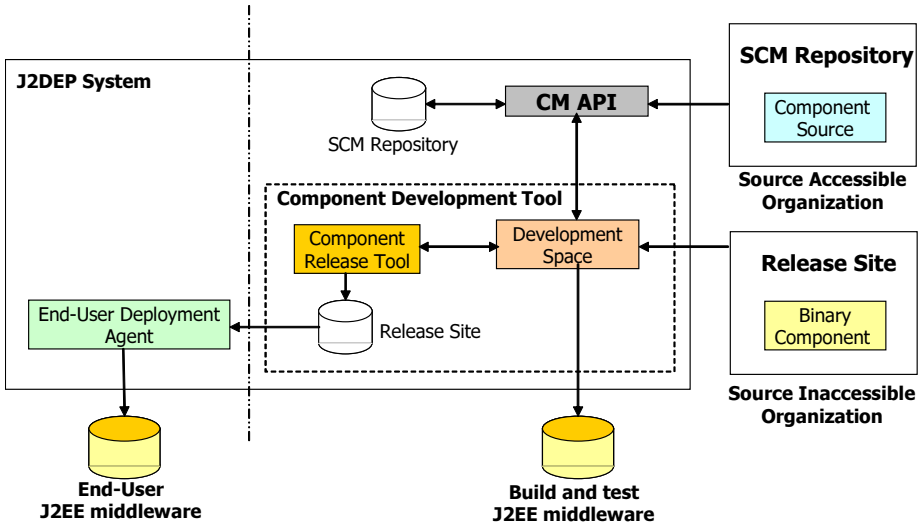 J2DEP System
SCM Repository
CM API
SCM Repository
Component
Source
Source Accessible
Organization
Component Development Tool
Component
Release Tool
Development
Space
Release Site
Binary
Component
Source Inaccessible
Organization
End-User Deployment
Agent
Release Site
End-User
J2EE middleware
Build and test
J2EE middleware